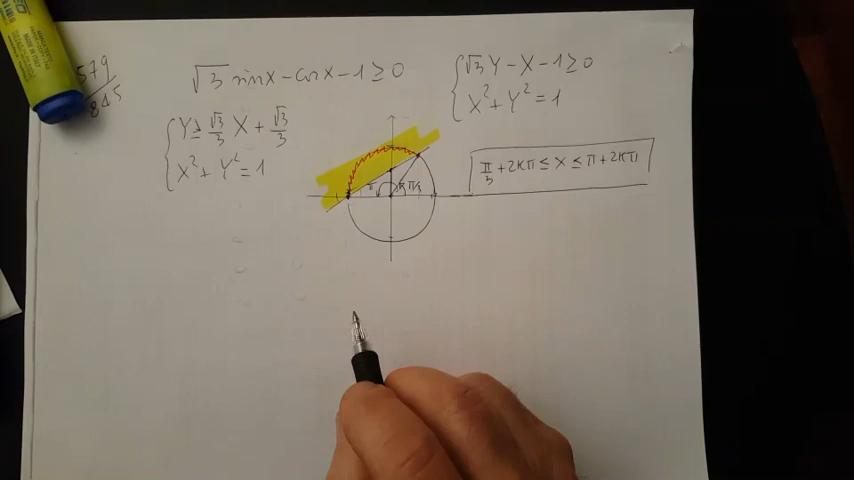 579
845
√3 sinx - cosx - 1 ≥ 0
{ √3 Y - X - 1 ≥ 0
X² + Y² = 1
{ Y ≥ √3/3 X + √3/3
X² + Y² = 1
π
π/3
π/3 + 2kπ ≤ x ≤ π + 2kπ